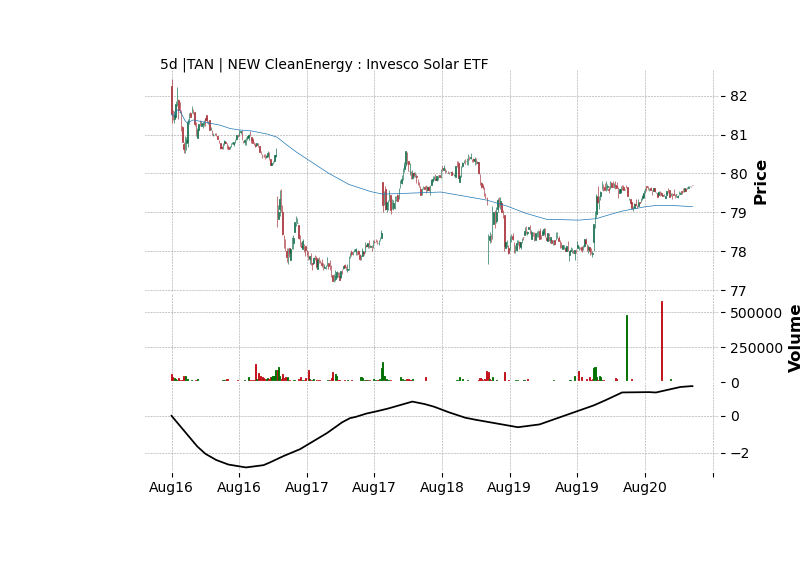 5d |TAN | NEW CleanEnergy : Invesco Solar ETF
82
81
80
79
78
77
Price
500000
250000
0
Volume
0
−2
Aug16 Aug16 Aug17 Aug17 Aug18 Aug19 Aug19 Aug20